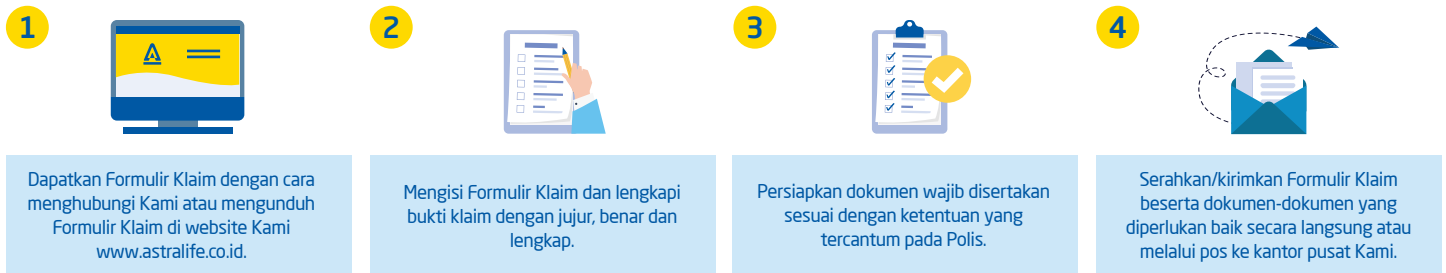 1
Dapatkan Formulir Klaim dengan cara
menghubungi Kami atau mengunduh
Formulir Klaim di website Kami
www.astralife.co.id.
2
Mengisi Formulir Klaim dan lengkapi
bukti klaim dengan jujur, benar dan
lengkap.
3
Persiapkan dokumen wajib disertakan
sesuai dengan ketentuan yang
tercantum pada Polis.
4
Serahkan/kirimkan Formulir Klaim
beserta dokumen-dokumen yang
diperlukan baik secara langsung atau
melalui pos ke kantor pusat Kami.